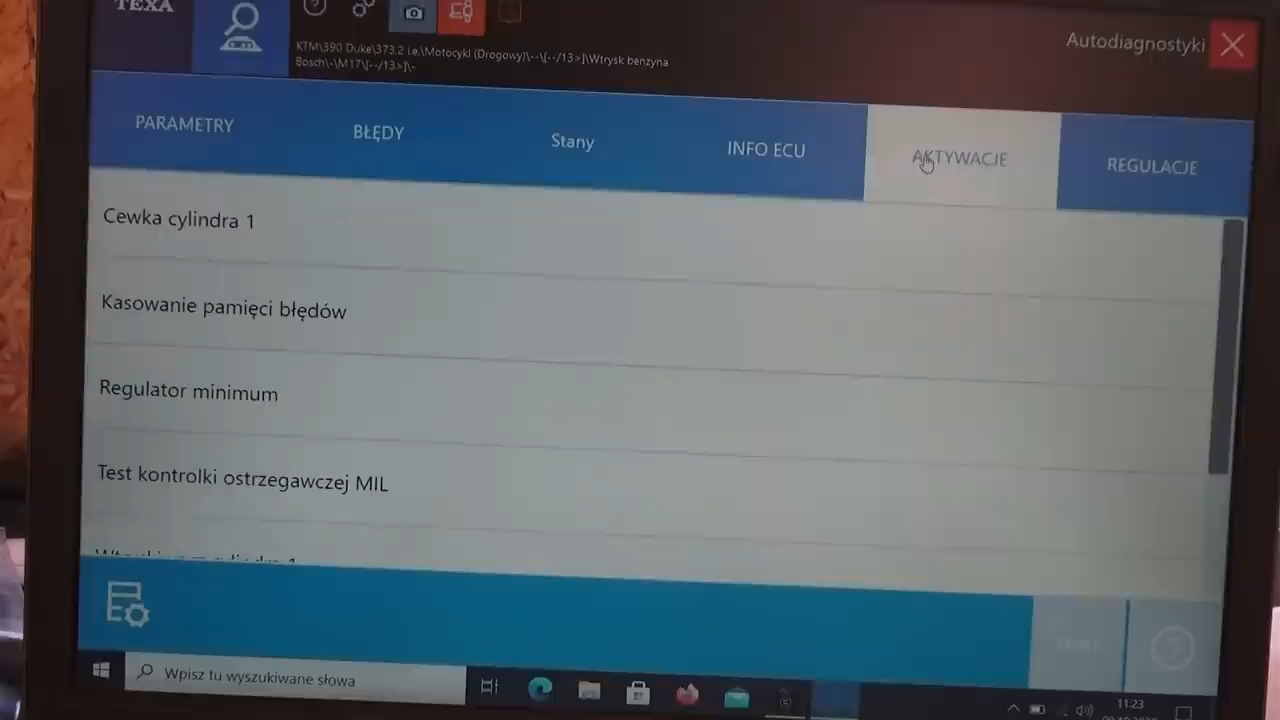 TEXA
Autodiagnostyki
KTM\390 Duke\373.2 i.e.\Motocykl (Drogowy)\--\[--/13>]\Wtrysk benzyna
Bosch\-\M17\[--/13>]\-
PARAMETRY
BŁĘDY
Stany
INFO ECU
AKTYWACJE
REGULACJE
Cewka cylindra 1
Kasowanie pamięci błędów
Regulator minimum
Test kontrolki ostrzegawczej MIL
START
Wpisz tu wyszukiwane słowa
11:23